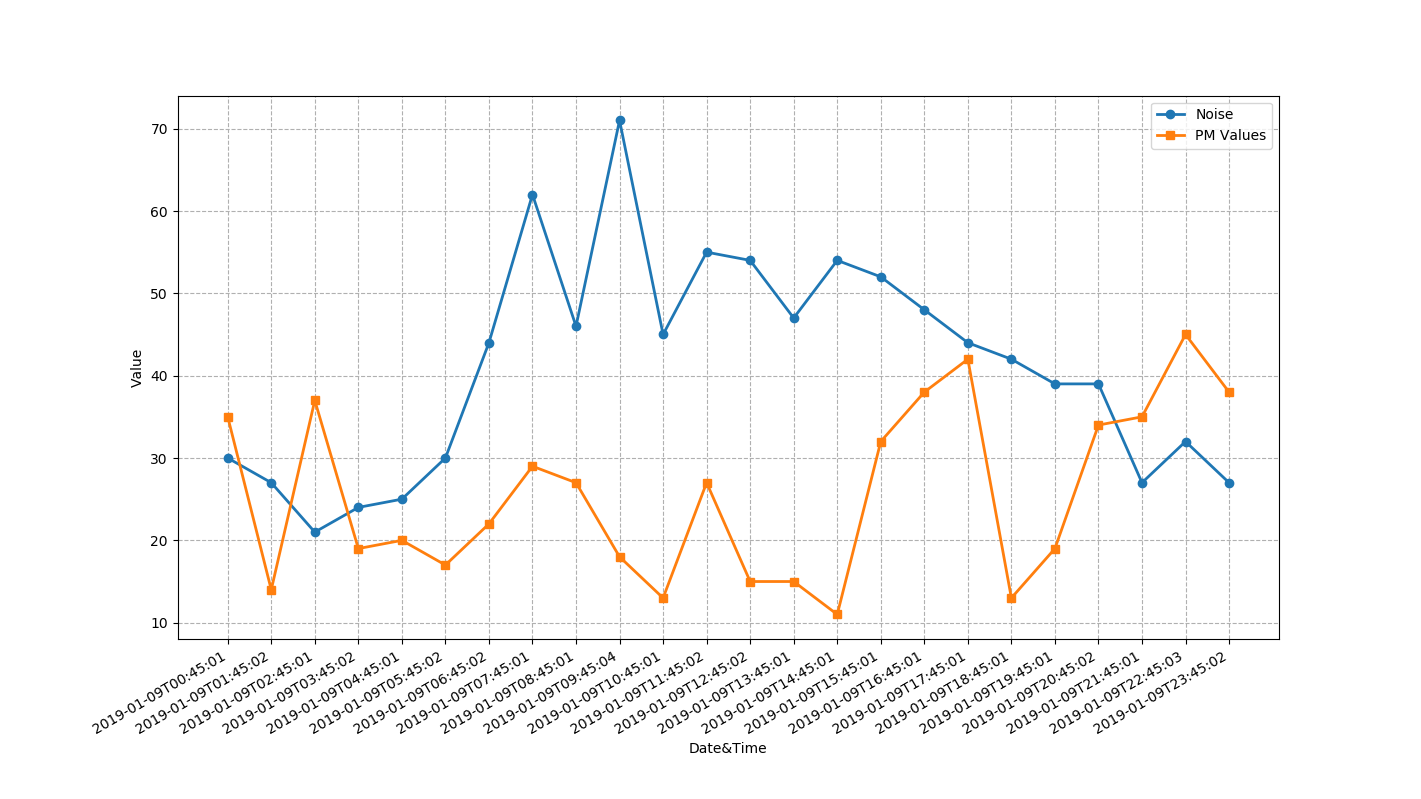 Noise
PM Values
70
60
50
40
30
20
10
Value
2019-01-09T00:45:01
2019-01-09T01:45:02
2019-01-09T02:45:01
2019-01-09T03:45:02
2019-01-09T04:45:01
2019-01-09T05:45:02
2019-01-09T06:45:02
2019-01-09T07:45:01
2019-01-09T08:45:01
2019-01-09T09:45:04
2019-01-09T10:45:01
2019-01-09T11:45:02
2019-01-09T12:45:02
2019-01-09T13:45:01
2019-01-09T14:45:01
2019-01-09T15:45:01
2019-01-09T16:45:01
2019-01-09T17:45:01
2019-01-09T18:45:01
2019-01-09T19:45:01
2019-01-09T20:45:02
2019-01-09T21:45:01
2019-01-09T22:45:03
2019-01-09T23:45:02
Date&Time